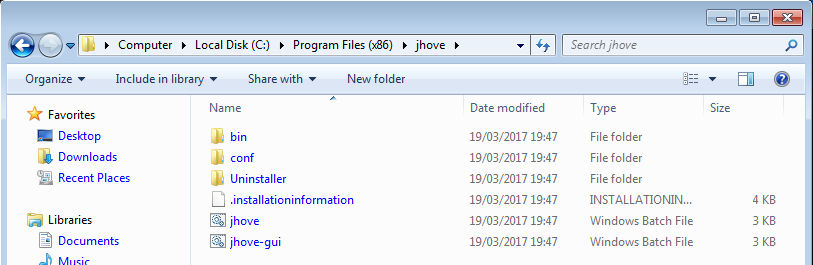 Computer ▸ Local Disk (C:) ▸ Program Files (x86) ▸ jhove ▸ Search jhove
Organize Include in library Share with New folder
Favorites
Desktop
Downloads
Recent Places
Libraries
Documents
Music
Name Date modified Type Size
bin 19/03/2017 19:47 File folder
conf 19/03/2017 19:47 File folder
Uninstaller 19/03/2017 19:47 File folder
.installationinformation 19/03/2017 19:47 INSTALLATIONIN... 4 KB
jhove 19/03/2017 19:47 Windows Batch File 3 KB
jhove-gui 19/03/2017 19:47 Windows Batch File 3 KB